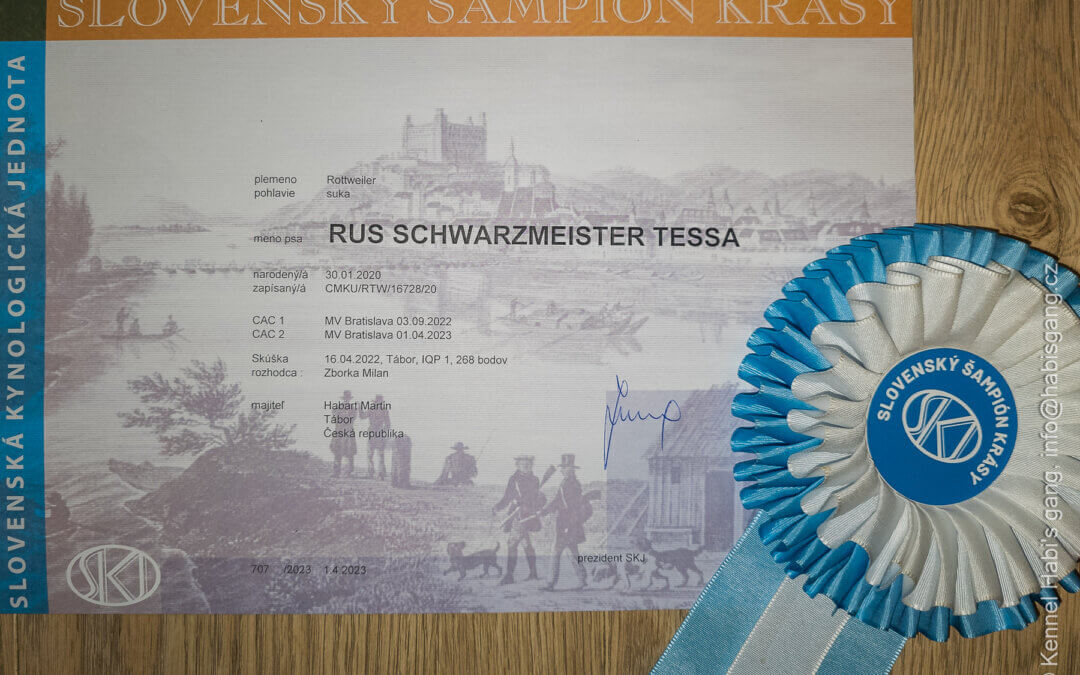 SLOVENSKÝ ŠAMPIÓN KRÁSY
SLOVENSKÁ KYNOLOGICKÁ JEDNOTA
plemeno Rottweiler
pohlavie suka
meno psa RUS SCHWARZMEISTER TESSA
narodený/á 30.01.2020
zapísaný/á CMKU/RTW/16728/20
CAC 1 MV Bratislava 03.09.2022
CAC 2 MV Bratislava 01.04.2023
Skúška 16.04.2022, Tábor, IQP 1, 268 bodov
rozhodca : Zborka Milan
majiteľ Habart Martin
Tábor
Česká republika
prezident SKJ
707 /2023 1.4.2023
SKJ
SLOVENSKÝ ŠAMPIÓN KRÁSY
SKJ
Kennel Habi's gang, info@habisgang.cz